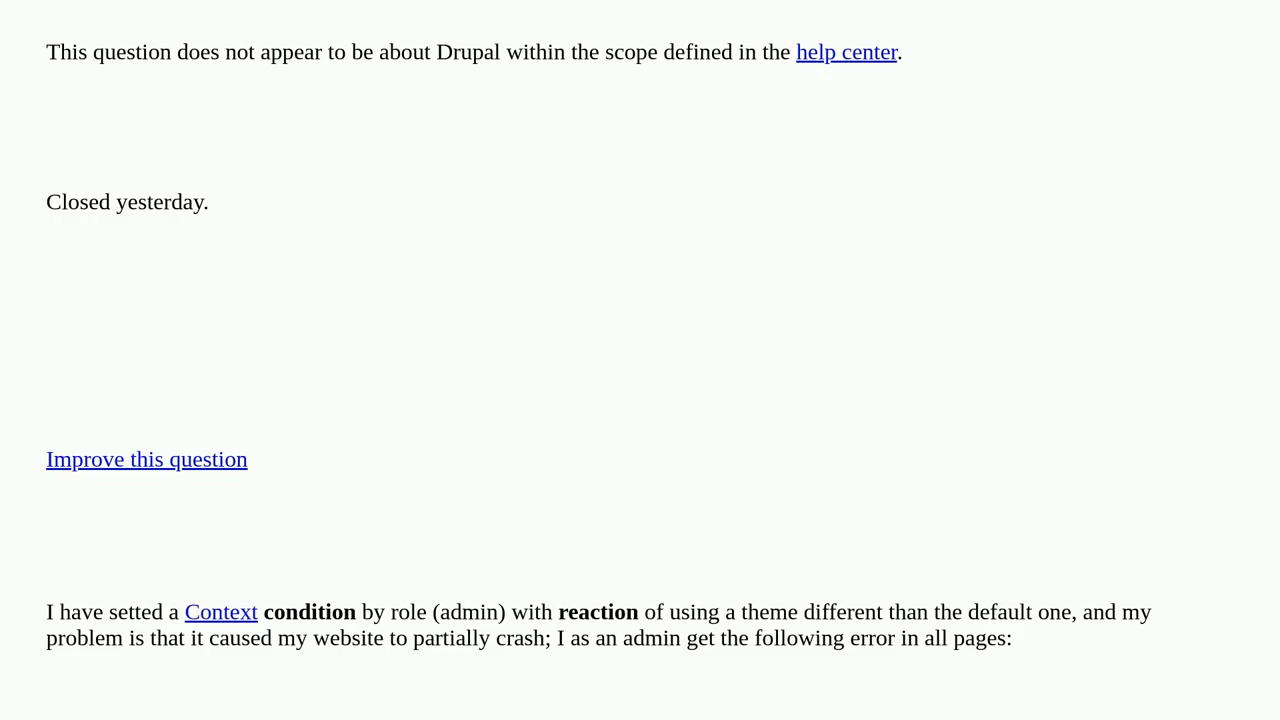 This question does not appear to be about Drupal within the scope defined in the help center.
Closed yesterday.
Improve this question
I have setted a Context condition by role (admin) with reaction of using a theme different than the default one, and my
problem is that it caused my website to partially crash; I as an admin get the following error in all pages: